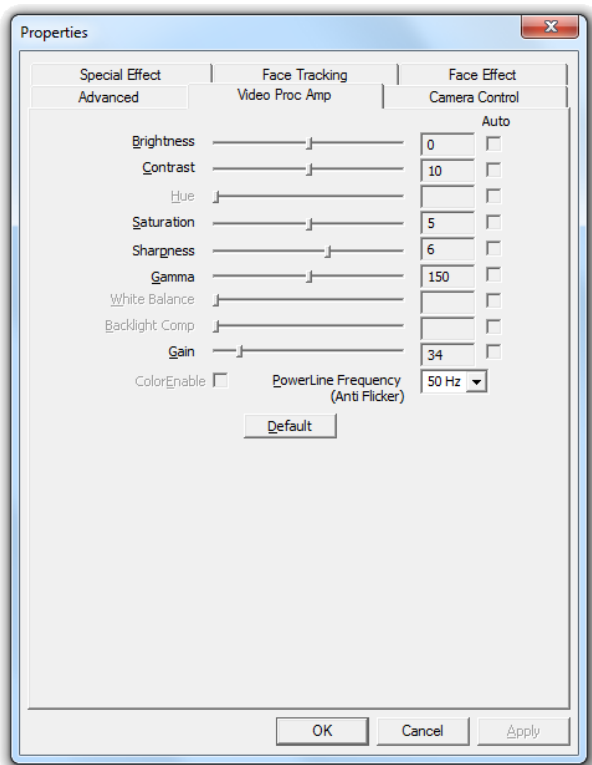 Properties
Special Effect
Face Tracking
Face Effect
Advanced
Video Proc Amp
Camera Control
Auto
Brightness 0
Contrast 10
Hue
Saturation 5
Sharpness 6
Gamma 150
White Balance
Backlight Comp
Gain 34
ColorEnable
PowerLine Frequency
(Anti Flicker)
50 Hz
Default
OK
Cancel
Apply